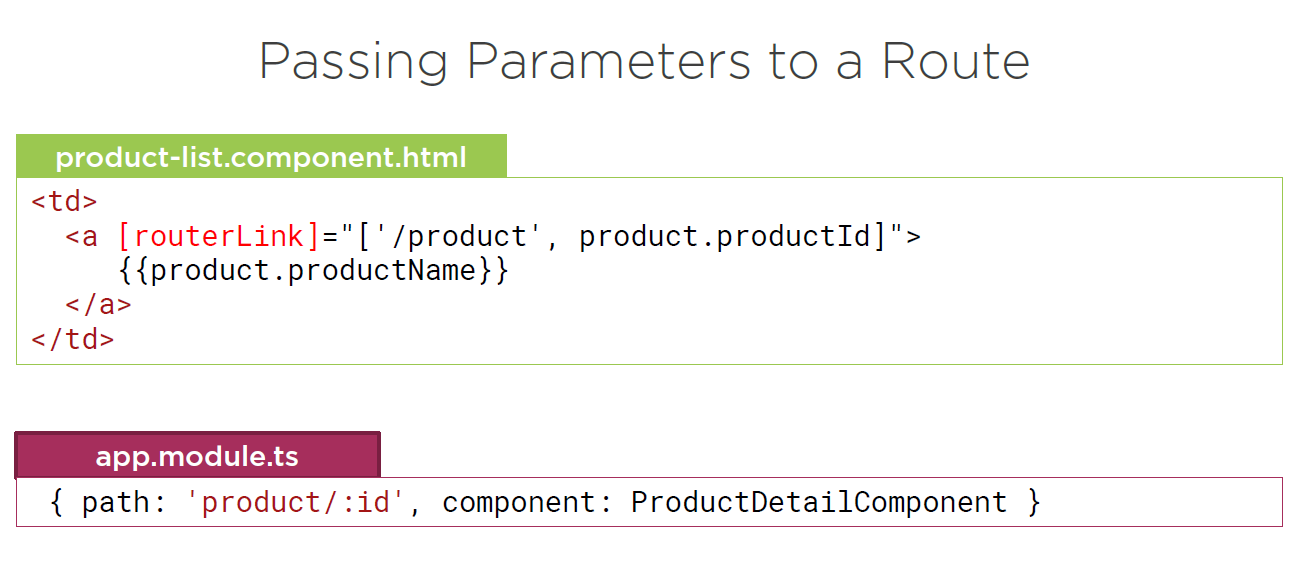 Passing Parameters to a Route
product-list.component.html
<td>
<a [routerLink]="['/product', product.productId]">
{{product.productName}}
</a>
</td>
app.module.ts
{ path: 'product/:id', component: ProductDetailComponent }